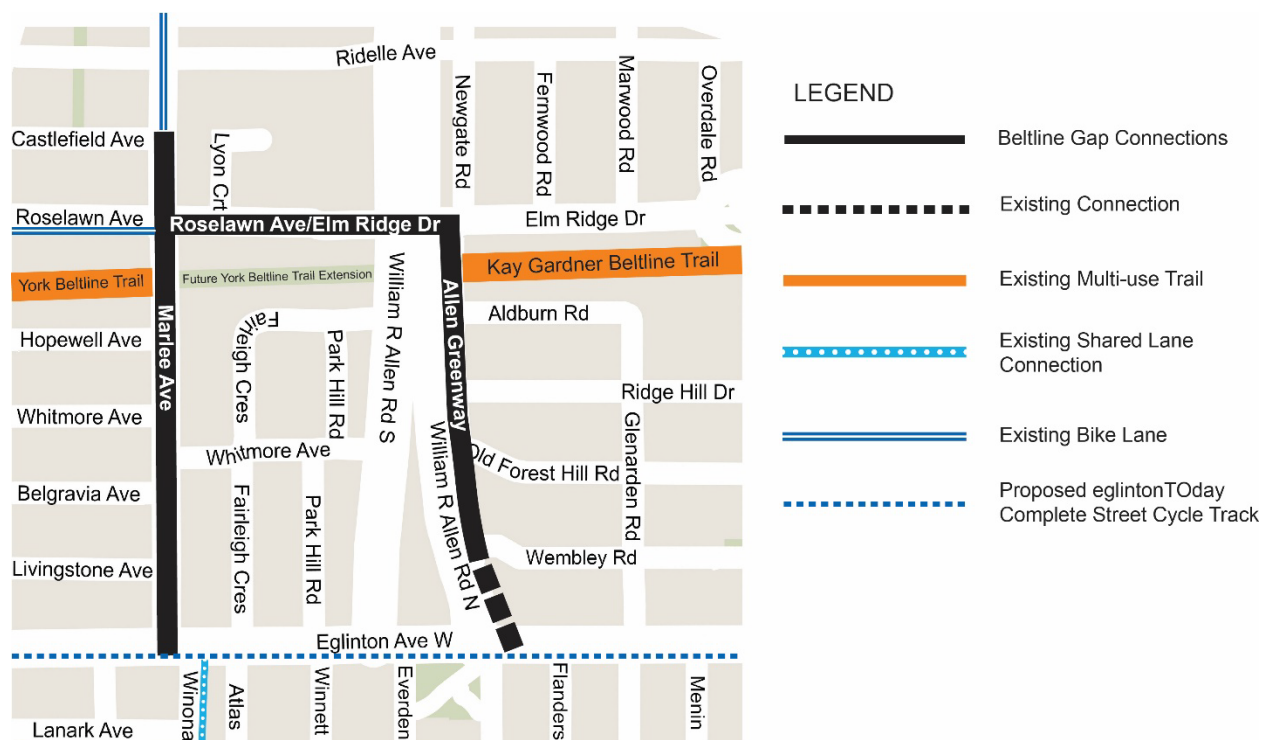 Ridelle Ave
Newgate Rd
Fernwood Rd
Marwood Rd
Overdale Rd
Castlefield Ave
Lyon Crt
Roselawn Ave
Roselawn Ave/Elm Ridge Dr
Elm Ridge Dr
York Beltline Trail
Future York Beltline Trail Extension
William R Allen Rd S
Kay Gardner Beltline Trail
Marlee Ave
Allen Greenway
Hopewell Ave
Fairleigh Cres
Park Hill Rd
Aldburn Rd
Whitmore Ave
Ridge Hill Dr
Whitmore Ave
William R Allen Rd N
Old Forest Hill Rd
Glenarden Rd
Belgravia Ave
Fairleigh Cres
Park Hill Rd
Livingstone Ave
Wembley Rd
Eglinton Ave W
Winona
Atlas
Winnett
Everden
Flanders
Menin
Lanark Ave
LEGEND
Beltline Gap Connections
Existing Connection
Existing Multi-use Trail
Existing Shared Lane
Connection
Existing Bike Lane
Proposed eglintonTOday
Complete Street Cycle Track